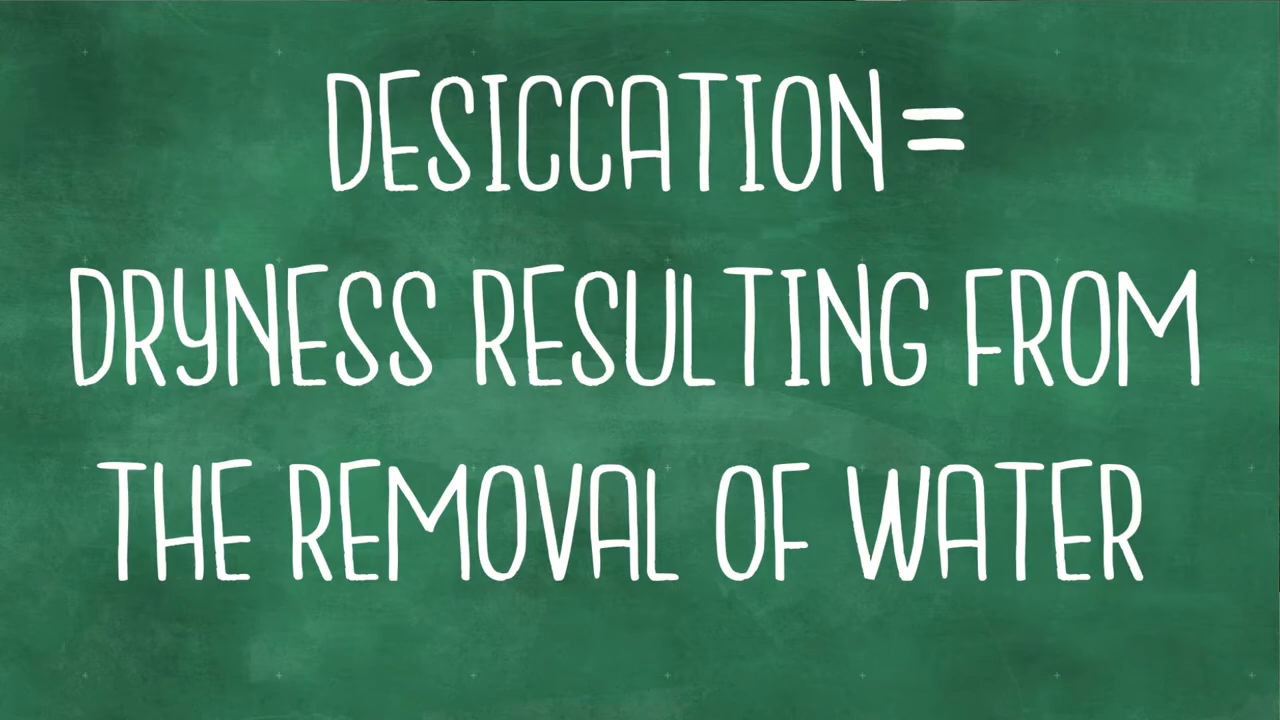 DESICCATION=
DRYNESS RESULTING FROM
THE REMOVAL OF WATER